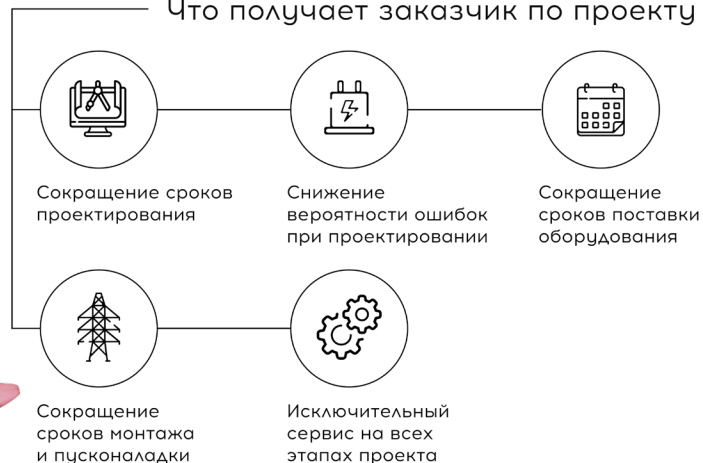 Что получает заказчик по проекту
Сокращение сроков
проектирования
Снижение
вероятности ошибок
при проектировании
Сокращение
сроков поставки
оборудования
Сокращение
сроков монтажа
и пусконаладки
Исключительный
сервис на всех
этапах проекта